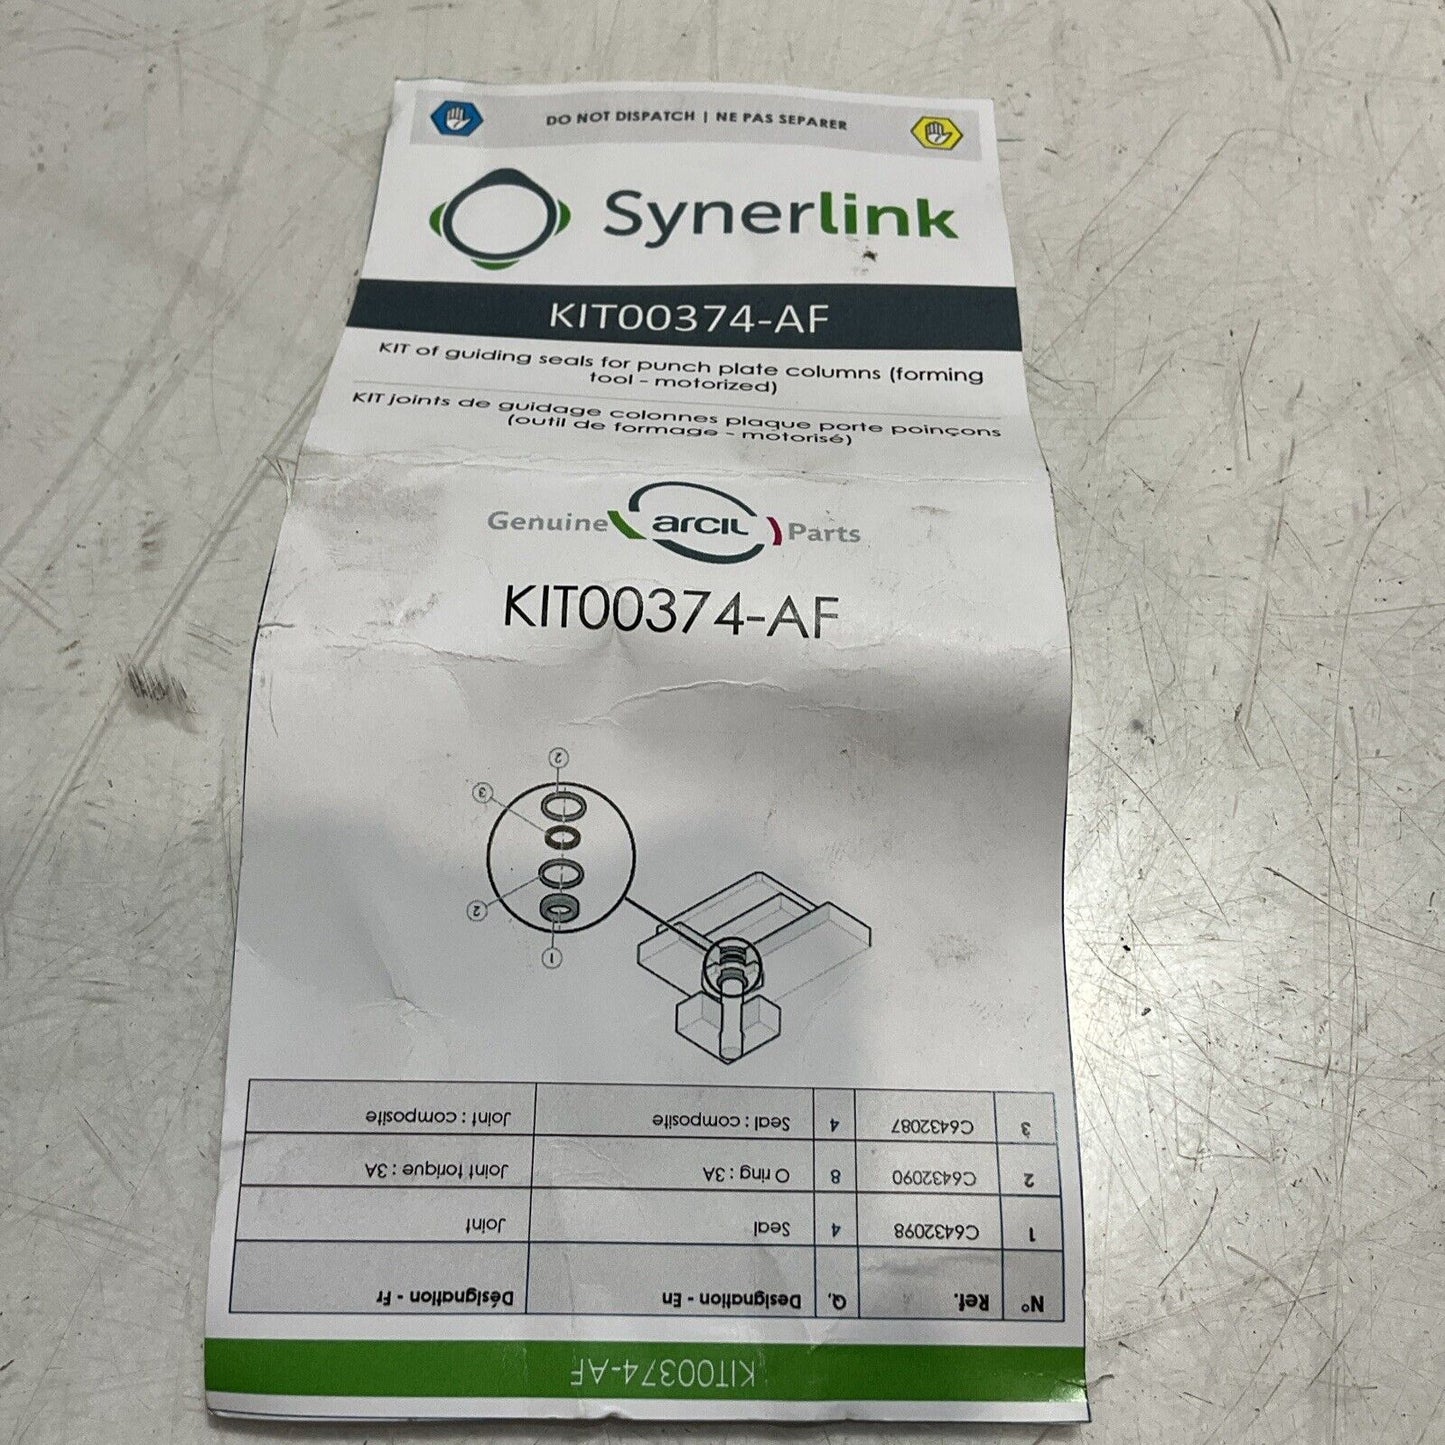 DO NOT DISPATCH | NE PAS SEPARER
Synerlink
KIT00374-AF
KIT of guiding seals for punch plate columns (forming
tool - motorized)
KIT joints de guidage colonnes plaque porte poinçons
(outil de formage - motorisé)
Genuine arcil Parts
KIT00374-AF
KIT00374-AF
N° Ref. Q. Designation - En Désignation - Fr
1 C6432098 4 Seal Joint
2 C6432090 8 O ring : 3A Joint torique : 3A
3 C6432087 4 Seal : composite Joint : composite
1
2
3
2